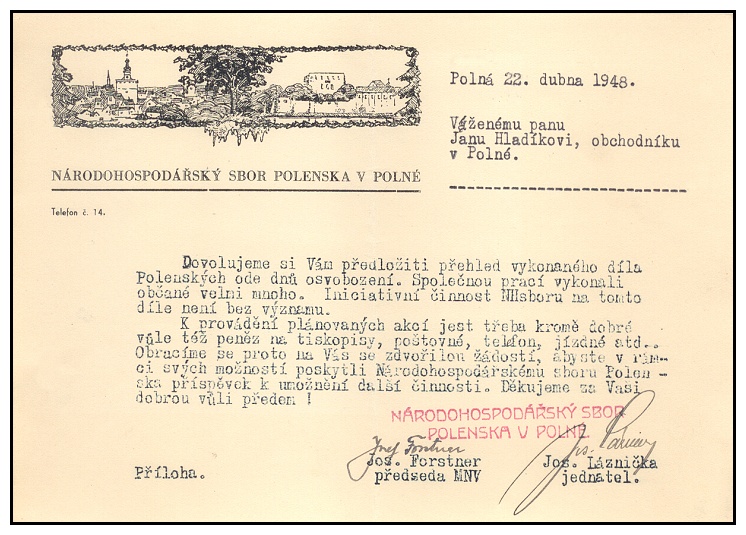 NÁRODOHOSPODÁŘSKÝ SBOR POLENSKA V POLNÉ
Telefon č. 14.
Polná 22. dubna 1948.
Váženému panu
Janu Hladíkovi, obchodníku
v Polné.
Dovolujeme si Vám předložiti přehled vykonaného díla
Polenských ode dnů osvobození. Společnou prací vykonali
občané velmi mnoho. Iniciativní činnost NHsboru na tomto
díle není bez významu.
K provádění plánovaných akcí jest třeba kromě dobré
vůle též peněz na tiskopisy, poštovné, telefon, jízdné atd..
Obracíme se proto na Vás se zdvořilou žádostí, abyste v rám-
ci svých možností poskytli Národohospodářskému sboru Polen -
ska příspěvek k umožnění další činnosti. Děkujeme za Vasi
dobrou vůli předem !
NÁRODOHOSPODÁŘSKÝ SBOR
POLENSKA V POLNÉ
Josef Forstner
Jos. Forstner
předseda MNV
Jos. Láznička
jednatel.
Příloha.